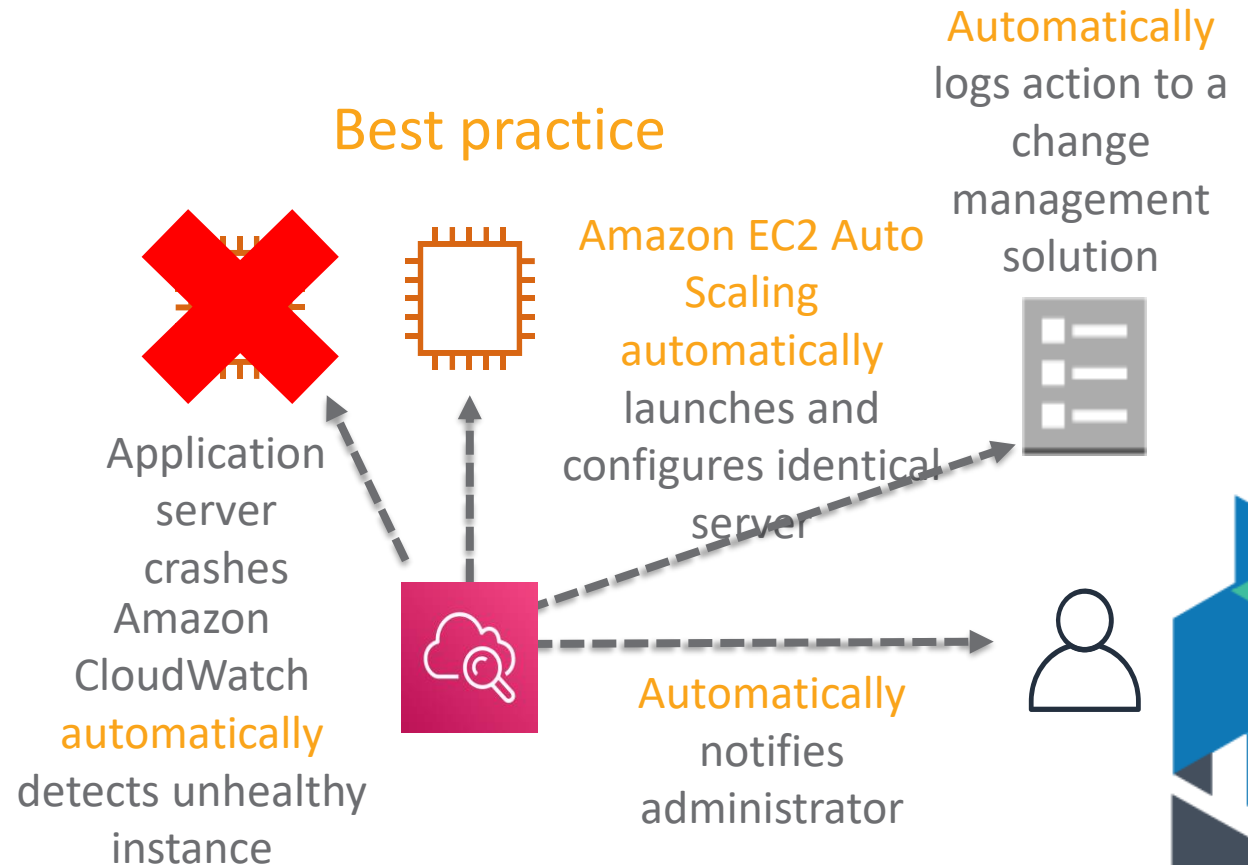 Best practice
Application
server
crashes
Amazon
CloudWatch
automatically
detects unhealthy
instance
Amazon EC2 Auto
Scaling
automatically
launches and
configures identical
server
Automatically
logs action to a
change
management
solution
Automatically
notifies
administrator